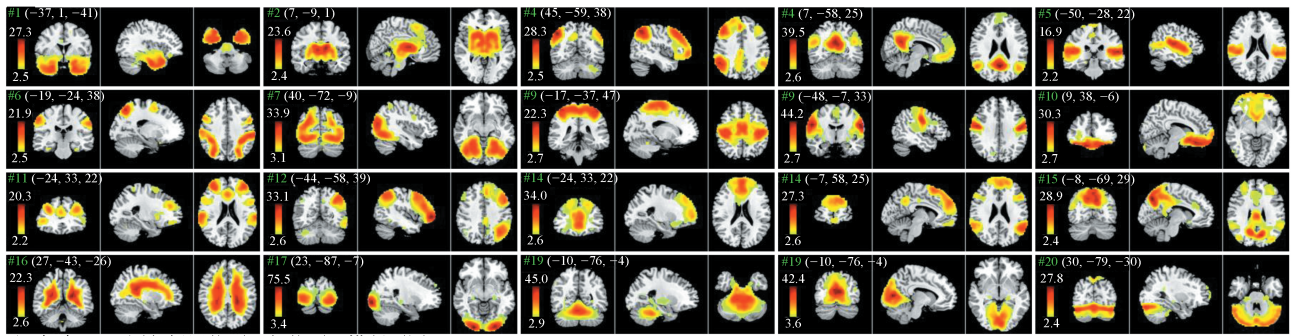 #1 (−37, 1, −41)
27.3
2.5
#2 (7, −9, 1)
23.6
2.4
#4 (45, −59, 38)
28.3
2.5
#4 (7, −58, 25)
39.5
2.6
#5 (−50, −28, 22)
16.9
2.2
#6 (−19, −24, 38)
21.9
2.5
#7 (40, −72, −9)
33.9
3.1
#9 (−17, −37, 47)
22.3
2.7
#9 (−48, −7, 33)
44.2
2.7
#10 (9, 38, −6)
30.3
2.7
#11 (−24, 33, 22)
20.3
2.2
#12 (−44, −58, 39)
33.1
2.6
#14 (−24, 33, 22)
34.0
2.5
#14 (−7, 58, 25)
27.3
2.6
#15 (−8, −69, 29)
28.9
2.4
#16 (27, −43, −26)
22.3
2.6
#17 (23, −87, −7)
75.5
3.4
#19 (−10, −76, −4)
45.0
2.9
#19 (−10, −76, −4)
42.4
3.6
#20 (30, −79, −30)
27.8
2.4